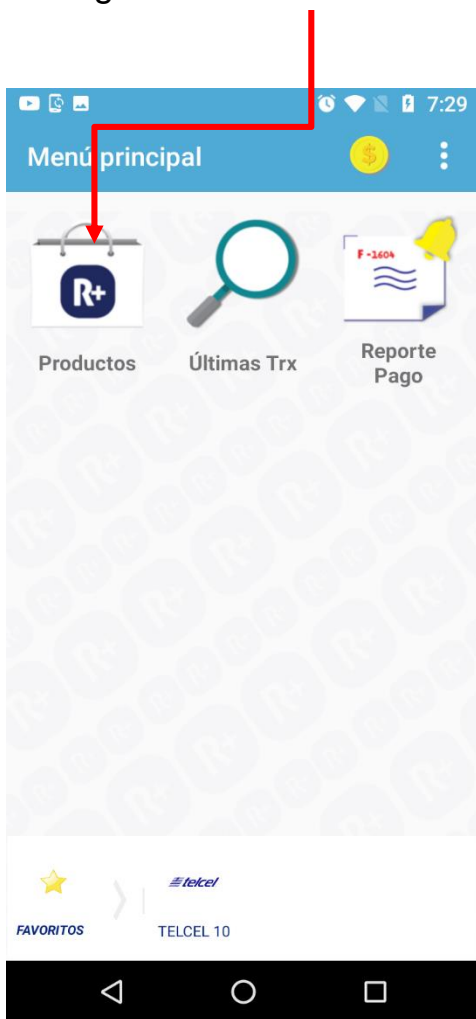 7:29
Menú principal
$
R+
F-1604
Productos
Últimas Trx
Reporte
Pago
FAVORITOS
telcel
TELCEL 10